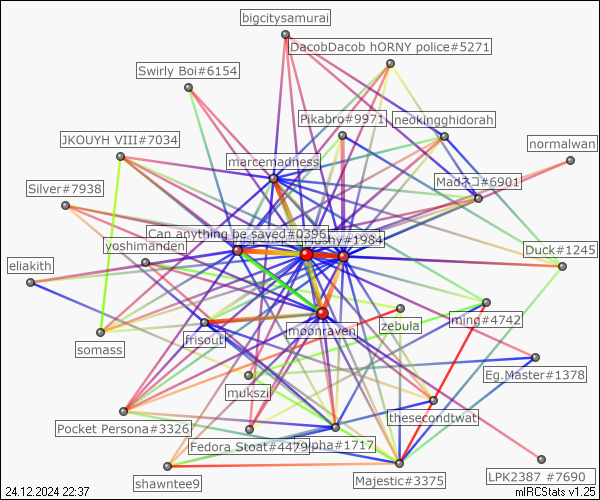 bigcitysamurai
DacobDacob hORNY police#5271
Swirly Boi#6154
Pikabro#9971
neokingghidorah
JKOUYH VIII#7034
normalwan
marcemadness
Silver#7938
Madネコ#6901
Can anything be saved#0396
#1984
yoshimanden
Duck#1245
eliakith
moonraven
zebula
ming#4742
frisout
somass
Eg.Master#1378
mukszi
thesecondtwat
Pocket Persona#3326
Fedora Stoat#4479
alpha#1717
shawntee9
Majestic#3375
LPK2387 #7690
24.12.2024 22:37
mIRCStats v1.25